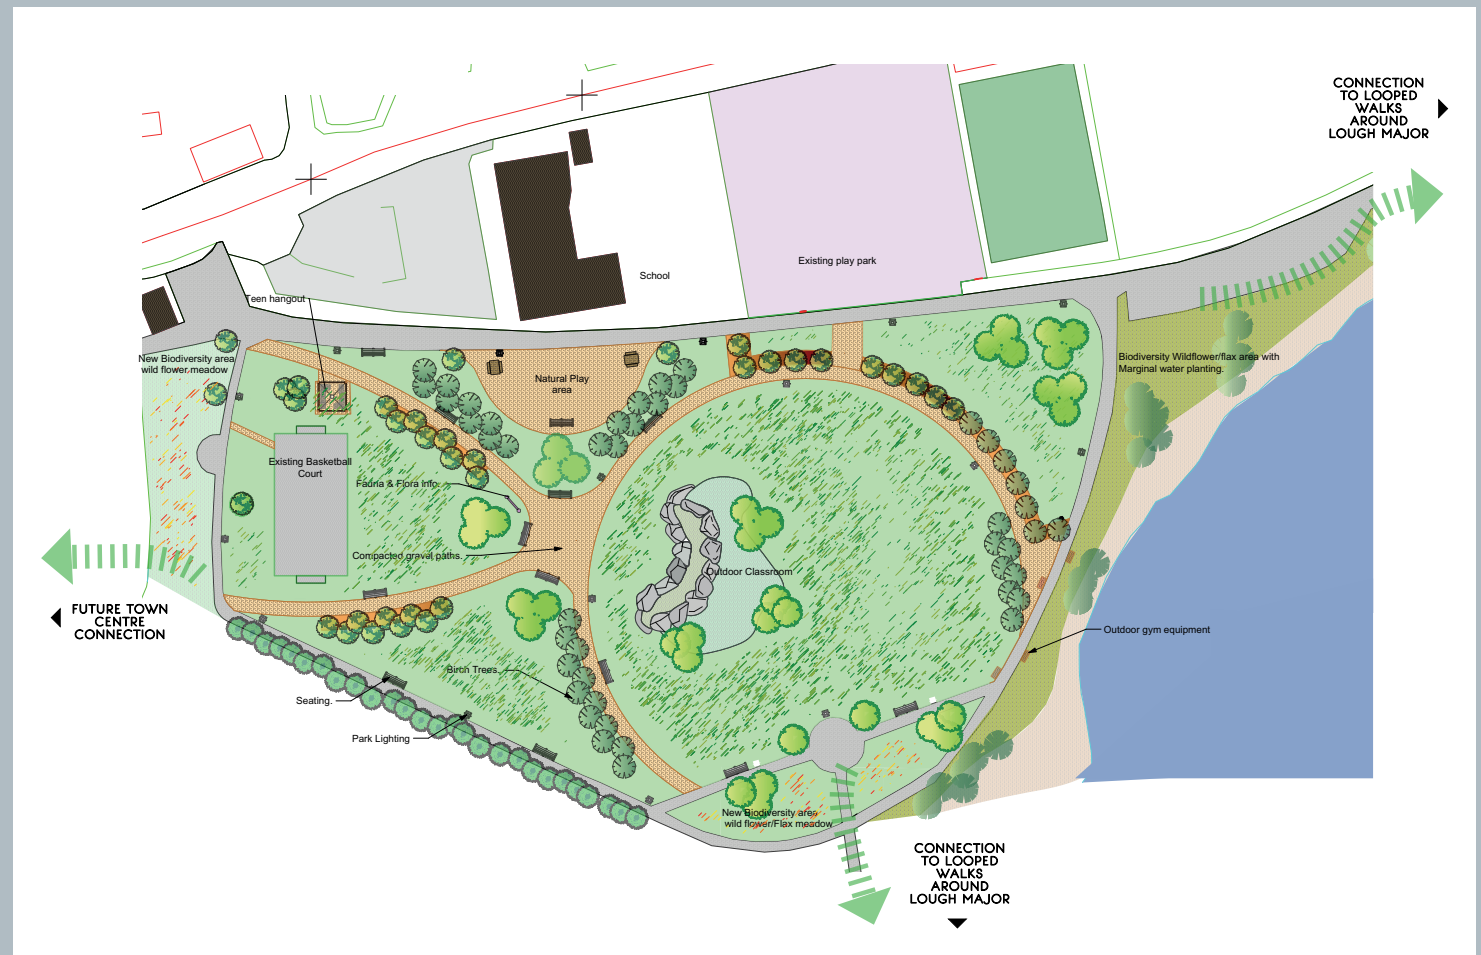 CONNECTION
TO LOOPED
WALKS
AROUND
LOUGH MAJOR
School
Existing play park
Teen hangout
New Biodiversity area
wild flower meadow
Natural Play
area
Biodiversity Wildflower/flax area with
Marginal water planting.
Existing Basketball
Court
Fauna & Flora Info.
Compacted graval paths.
Outdoor Classroom
FUTURE TOWN
CENTRE
CONNECTION
Outdoor gym equipment
Birch Trees.
Seating.
Park Lighting
New Biodiversity area
wild flower/Flax meadow
CONNECTION
TO LOOPED
WALKS
AROUND
LOUGH MAJOR